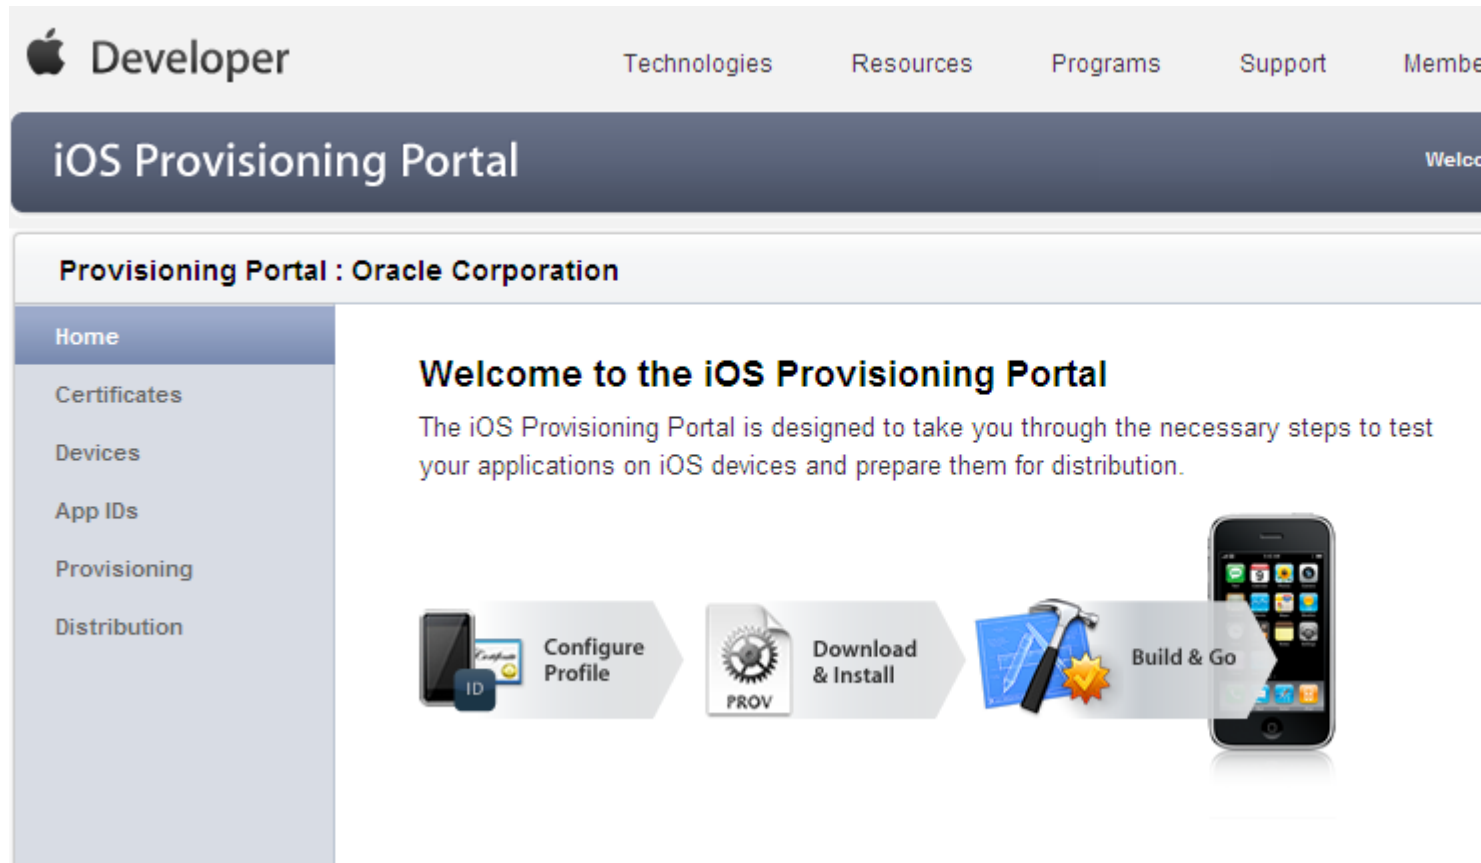 Developer
Technologies Resources Programs Support Membe
iOS Provisioning Portal
Welco
Provisioning Portal : Oracle Corporation
Home
Certificates
Devices
App IDs
Provisioning
Distribution
Welcome to the iOS Provisioning Portal
The iOS Provisioning Portal is designed to take you through the necessary steps to test
your applications on iOS devices and prepare them for distribution.
ID
Configure
Profile
PROV
Download
& Install
Build & Go
9